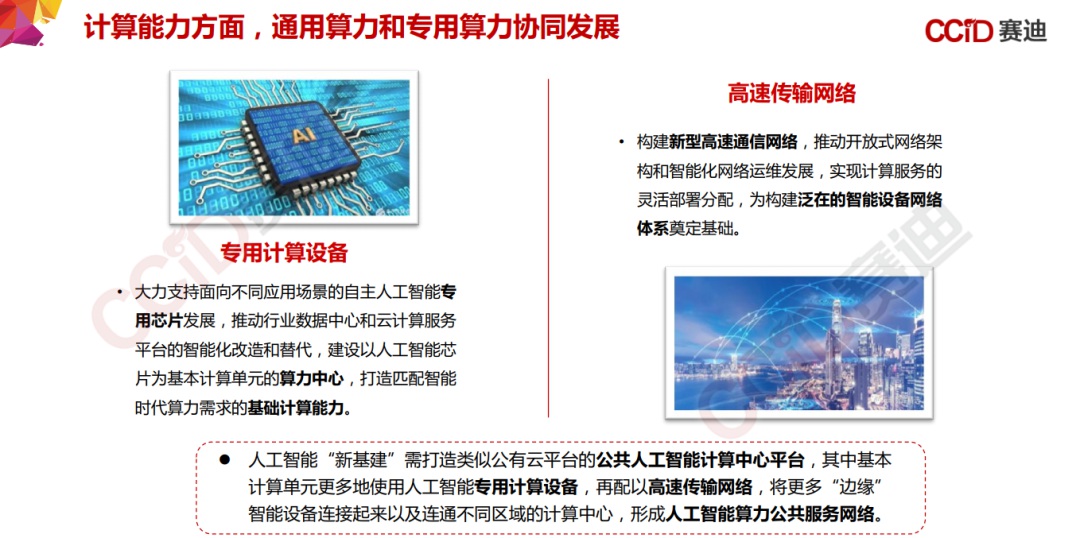 计算能力方面，通用算力和专用算力协同发展
CCiD 赛迪
AI
专用计算设备
• 大力支持面向不同应用场景的自主人工智能专
用芯片发展，推动行业数据中心和云计算服务
平台的智能化改造和替代，建设以人工智能芯
片为基本计算单元的算力中心，打造匹配智能
时代算力需求的基础计算能力。
高速传输网络
• 构建新型高速通信网络，推动开放式网络架
构和智能化网络运维发展，实现计算服务的
灵活部署分配，为构建泛在的智能设备网络
体系奠定基础。
CCiD 赛迪
CCiD 赛迪
● 人工智能“新基建”需打造类似公有云平台的公共人工智能计算中心平台，其中基本
计算单元更多地使用人工智能专用计算设备，再配以高速传输网络，将更多“边缘”
智能设备连接起来以及连通不同区域的计算中心，形成人工智能算力公共服务网络。